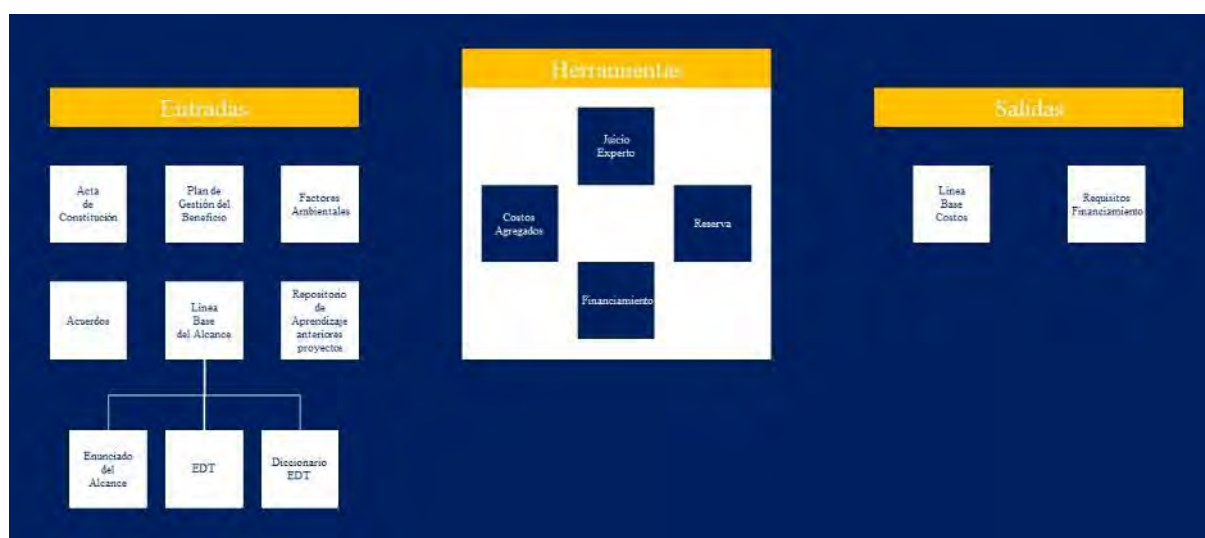 Entradas
Acta
de
Constitución
Plan de
Gestión del
Beneficio
Factores
Ambientales
Acuerdos
Línea
Base
del Alcance
Repositorio
de
Aprendizaje
anteriores
proyectos
Enunciado
del
Alcance
EDT
Diccionario
EDT
Herramientas
Juicio
Experto
Costos
Agregados
Reserva
Financiamiento
Salidas
Línea
Base
Costos
Requisitos
Financiamiento